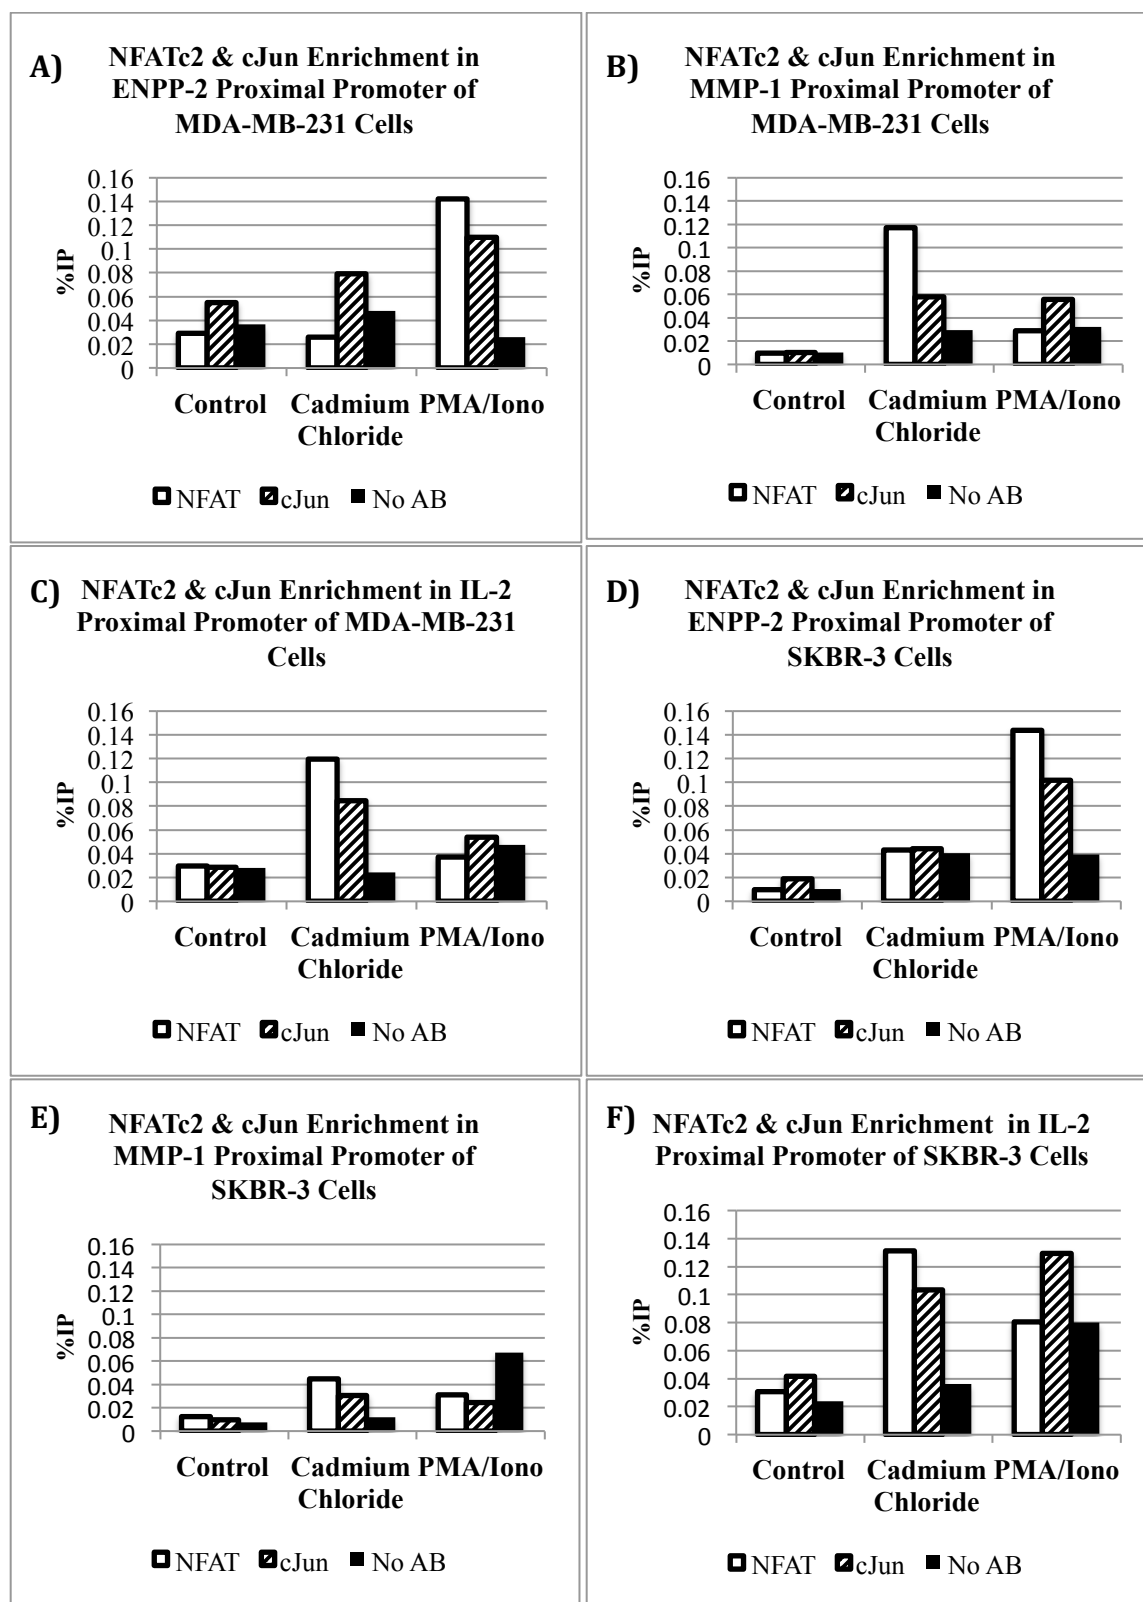 A)
NFATc2 & cJun Enrichment in
ENPP-2 Proximal Promoter of
MDA-MB-231 Cells
0.16
0.14
0.12
0.1
0.08
0.06
0.04
0.02
0
%IP
Control
Cadmium
Chloride
PMA/Iono
NFAT
cJun
No AB
B)
NFATc2 & cJun Enrichment in
MMP-1 Proximal Promoter of
MDA-MB-231 Cells
0.16
0.14
0.12
0.1
0.08
0.06
0.04
0.02
0
%IP
Control
Cadmium
Chloride
PMA/Iono
NFAT
cJun
No AB
C)
NFATc2 & cJun Enrichment in IL-2
Proximal Promoter of MDA-MB-231
Cells
0.16
0.14
0.12
0.1
0.08
0.06
0.04
0.02
0
%IP
Control
Cadmium
Chloride
PMA/Iono
NFAT
cJun
No AB
D)
NFATc2 & cJun Enrichment in
ENPP-2 Proximal Promoter of
SKBR-3 Cells
0.16
0.14
0.12
0.1
0.08
0.06
0.04
0.02
0
%IP
Control
Cadmium
Chloride
PMA/Iono
NFAT
cJun
No AB
E)
NFATc2 & cJun Enrichment in
MMP-1 Proximal Promoter of
SKBR-3 Cells
0.16
0.14
0.12
0.1
0.08
0.06
0.04
0.02
0
%IP
Control
Cadmium
Chloride
PMA/Iono
NFAT
cJun
No AB
F)
NFATc2 & cJun Enrichment in IL-2
Proximal Promoter of SKBR-3 Cells
0.16
0.14
0.12
0.1
0.08
0.06
0.04
0.02
0
%IP
Control
Cadmium
Chloride
PMA/Iono
NFAT
cJun
No AB